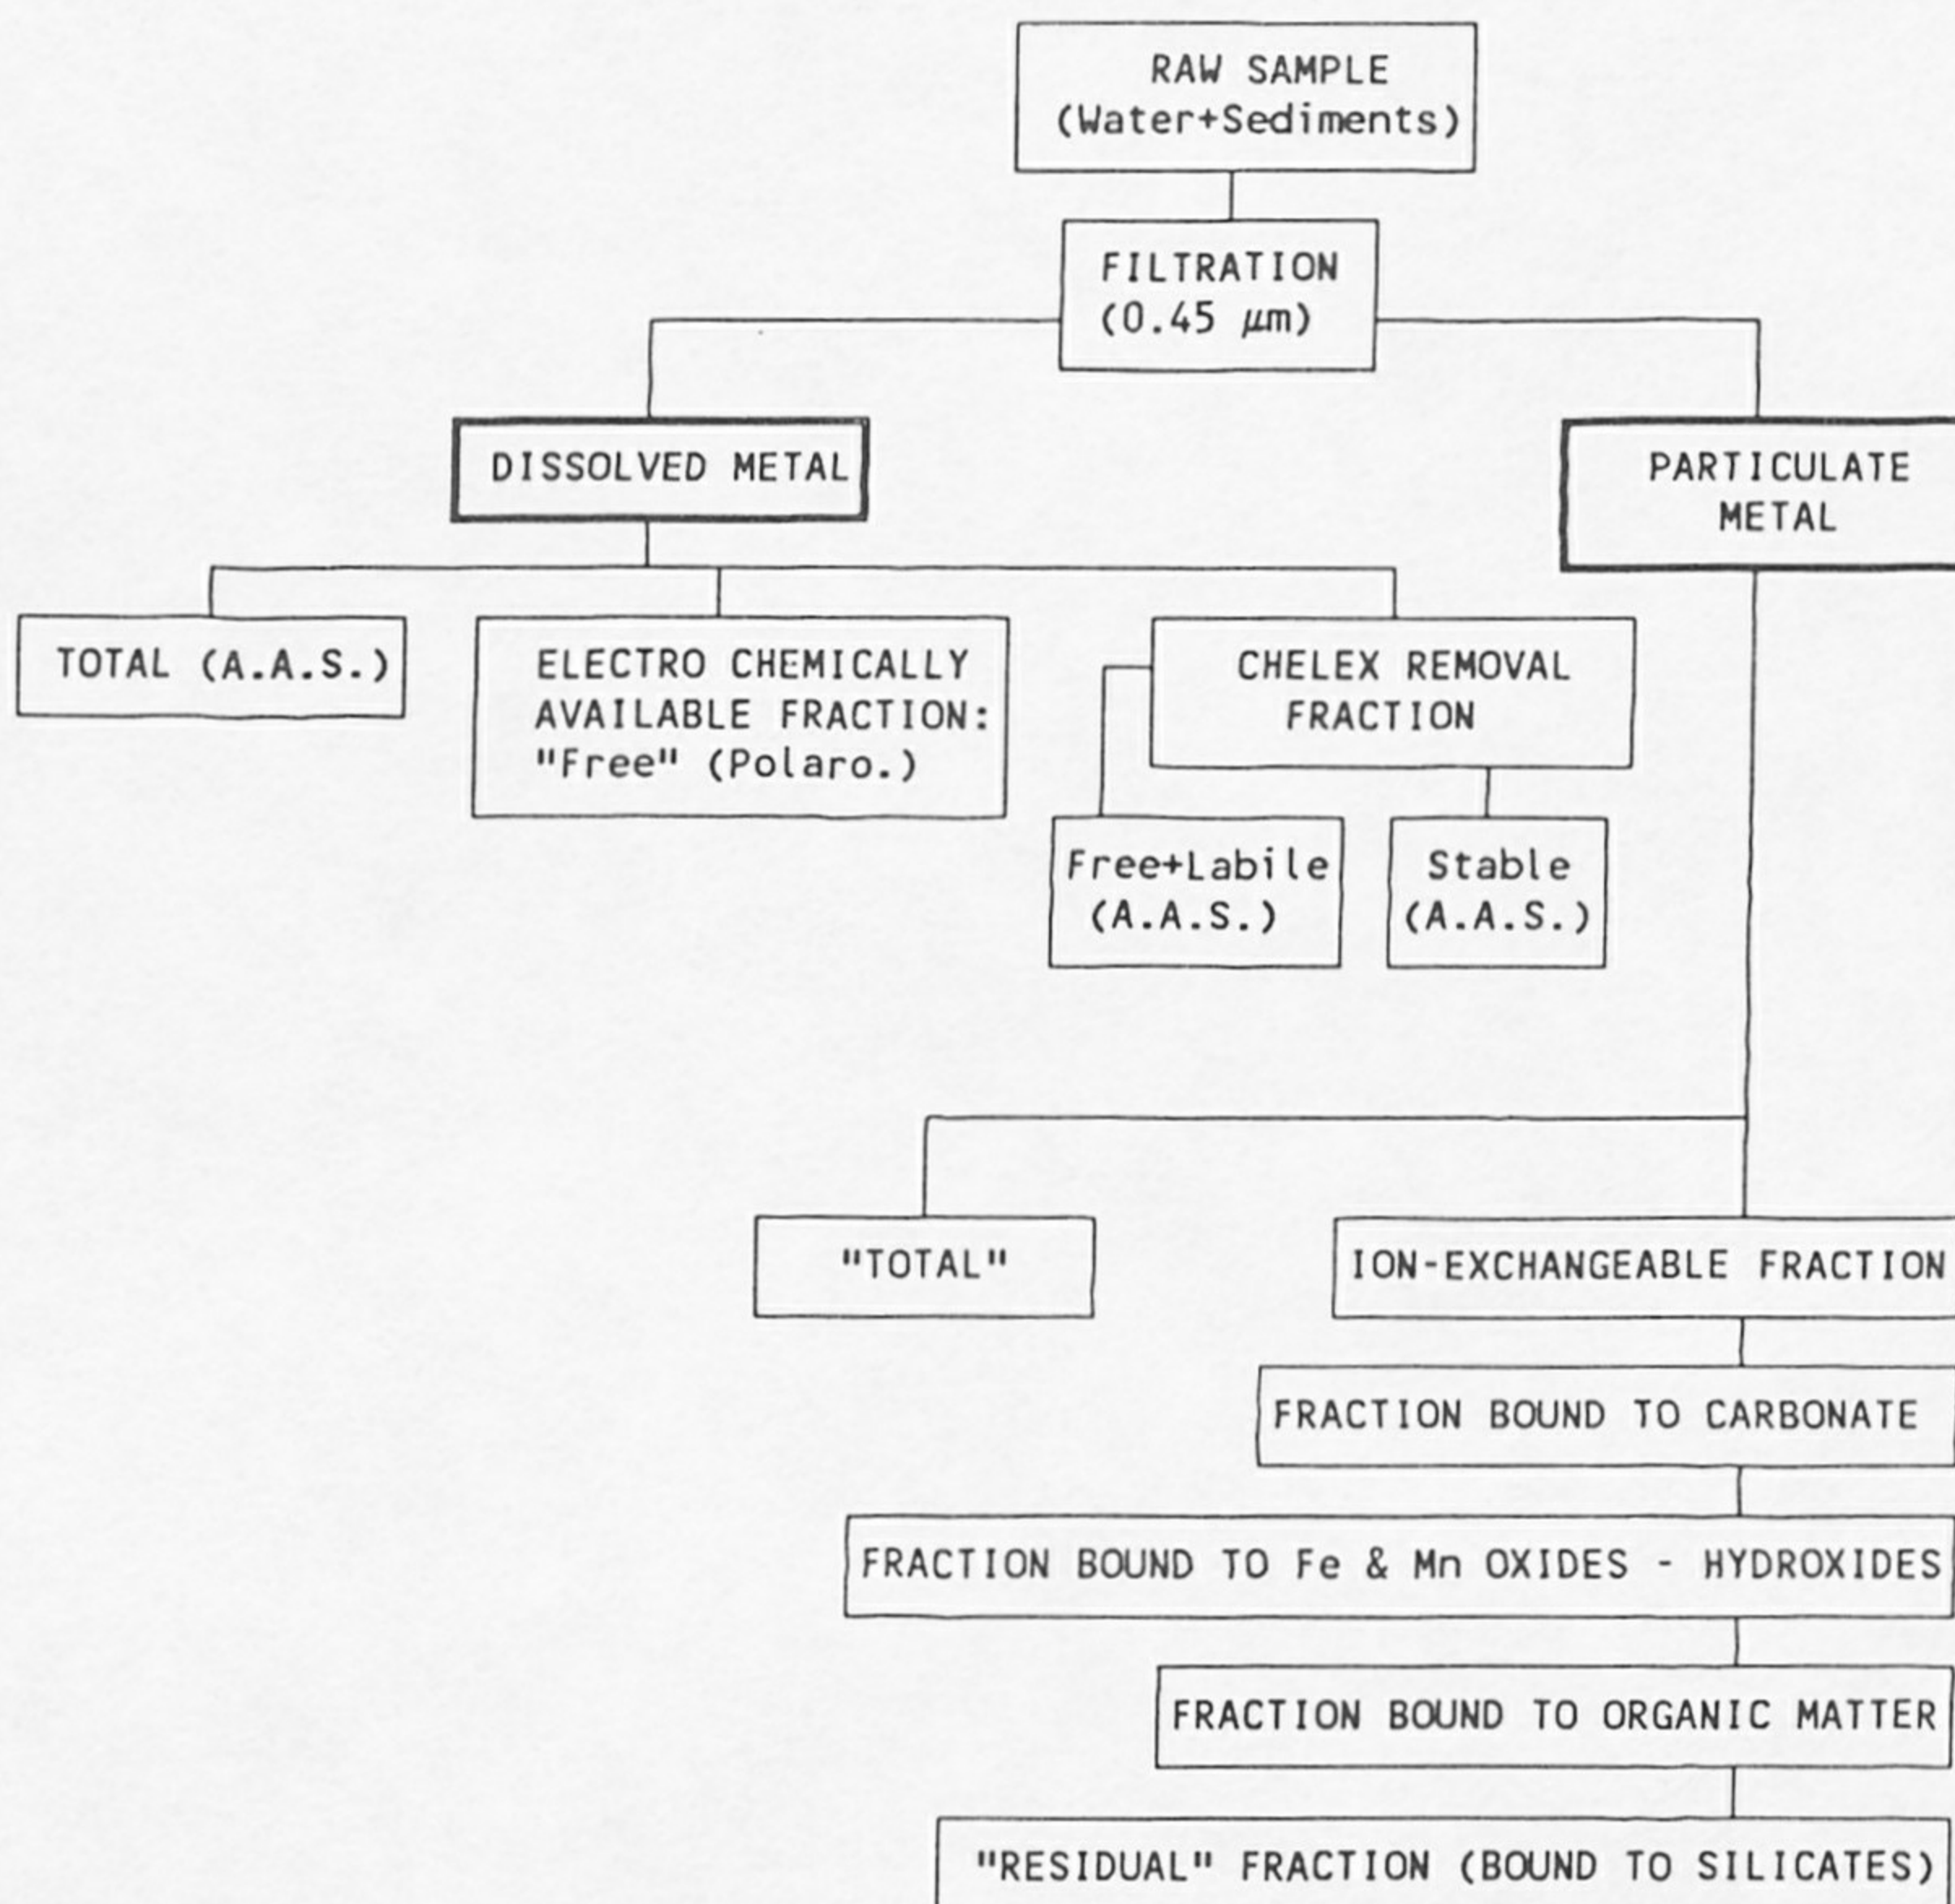 RAW SAMPLE
(Water+Sediments)
FILTRATION
(0.45 µm)
DISSOLVED METAL
PARTICULATE
METAL
TOTAL (A.A.S.)
ELECTRO CHEMICALLY
AVAILABLE FRACTION:
"Free" (Polaro.)
CHELEX REMOVAL
FRACTION
Free+Labile
(A.A.S.)
Stable
(A.A.S.)
"TOTAL"
ION-EXCHANGEABLE FRACTION
FRACTION BOUND TO CARBONATE
FRACTION BOUND TO Fe & Mn OXIDES - HYDROXIDES
FRACTION BOUND TO ORGANIC MATTER
"RESIDUAL" FRACTION (BOUND TO SILICATES)